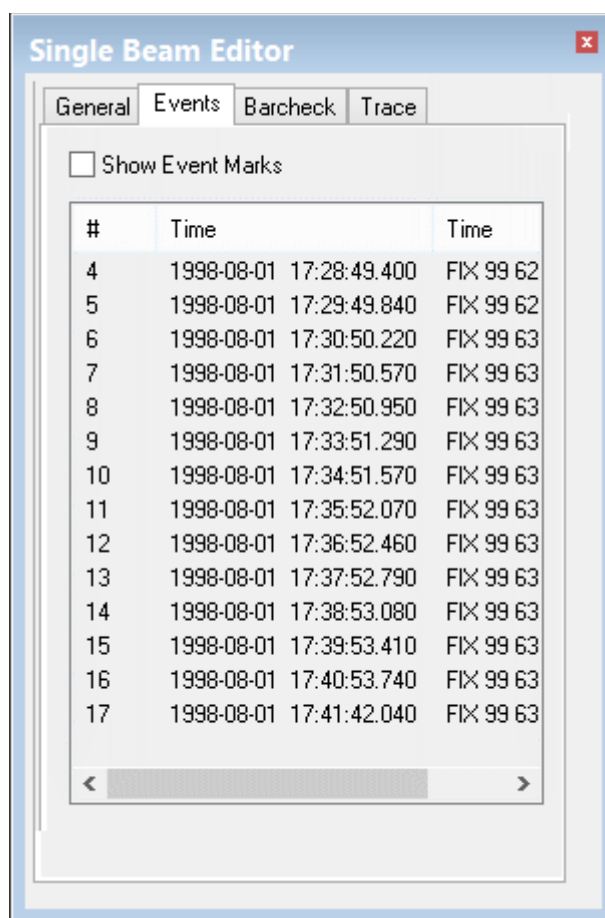 Single Beam Editor
General Events Barcheck Trace
Show Event Marks
# Time Time
4 1998-08-01 17:28:49.400 FIX 99 62
5 1998-08-01 17:29:49.840 FIX 99 62
6 1998-08-01 17:30:50.220 FIX 99 63
7 1998-08-01 17:31:50.570 FIX 99 63
8 1998-08-01 17:32:50.950 FIX 99 63
9 1998-08-01 17:33:51.290 FIX 99 63
10 1998-08-01 17:34:51.570 FIX 99 63
11 1998-08-01 17:35:52.070 FIX 99 63
12 1998-08-01 17:36:52.460 FIX 99 63
13 1998-08-01 17:37:52.790 FIX 99 63
14 1998-08-01 17:38:53.080 FIX 99 63
15 1998-08-01 17:39:53.410 FIX 99 63
16 1998-08-01 17:40:53.740 FIX 99 63
17 1998-08-01 17:41:42.040 FIX 99 63